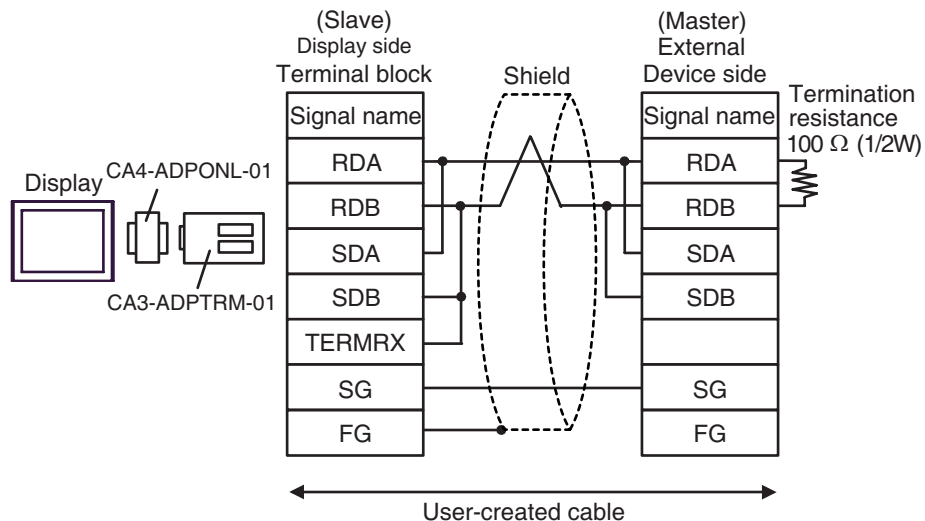 (Slave)
Display side
Terminal block
Shield
(Master)
External
Device side
Termination
resistance
100 Ω (1/2W)
Signal name
RDA
RDB
SDA
SDB
TERMRX
SG
FG
Signal name
RDA
RDB
SDA
SDB
SG
FG
Display
CA4-ADPONL-01
CA3-ADPTRM-01
User-created cable